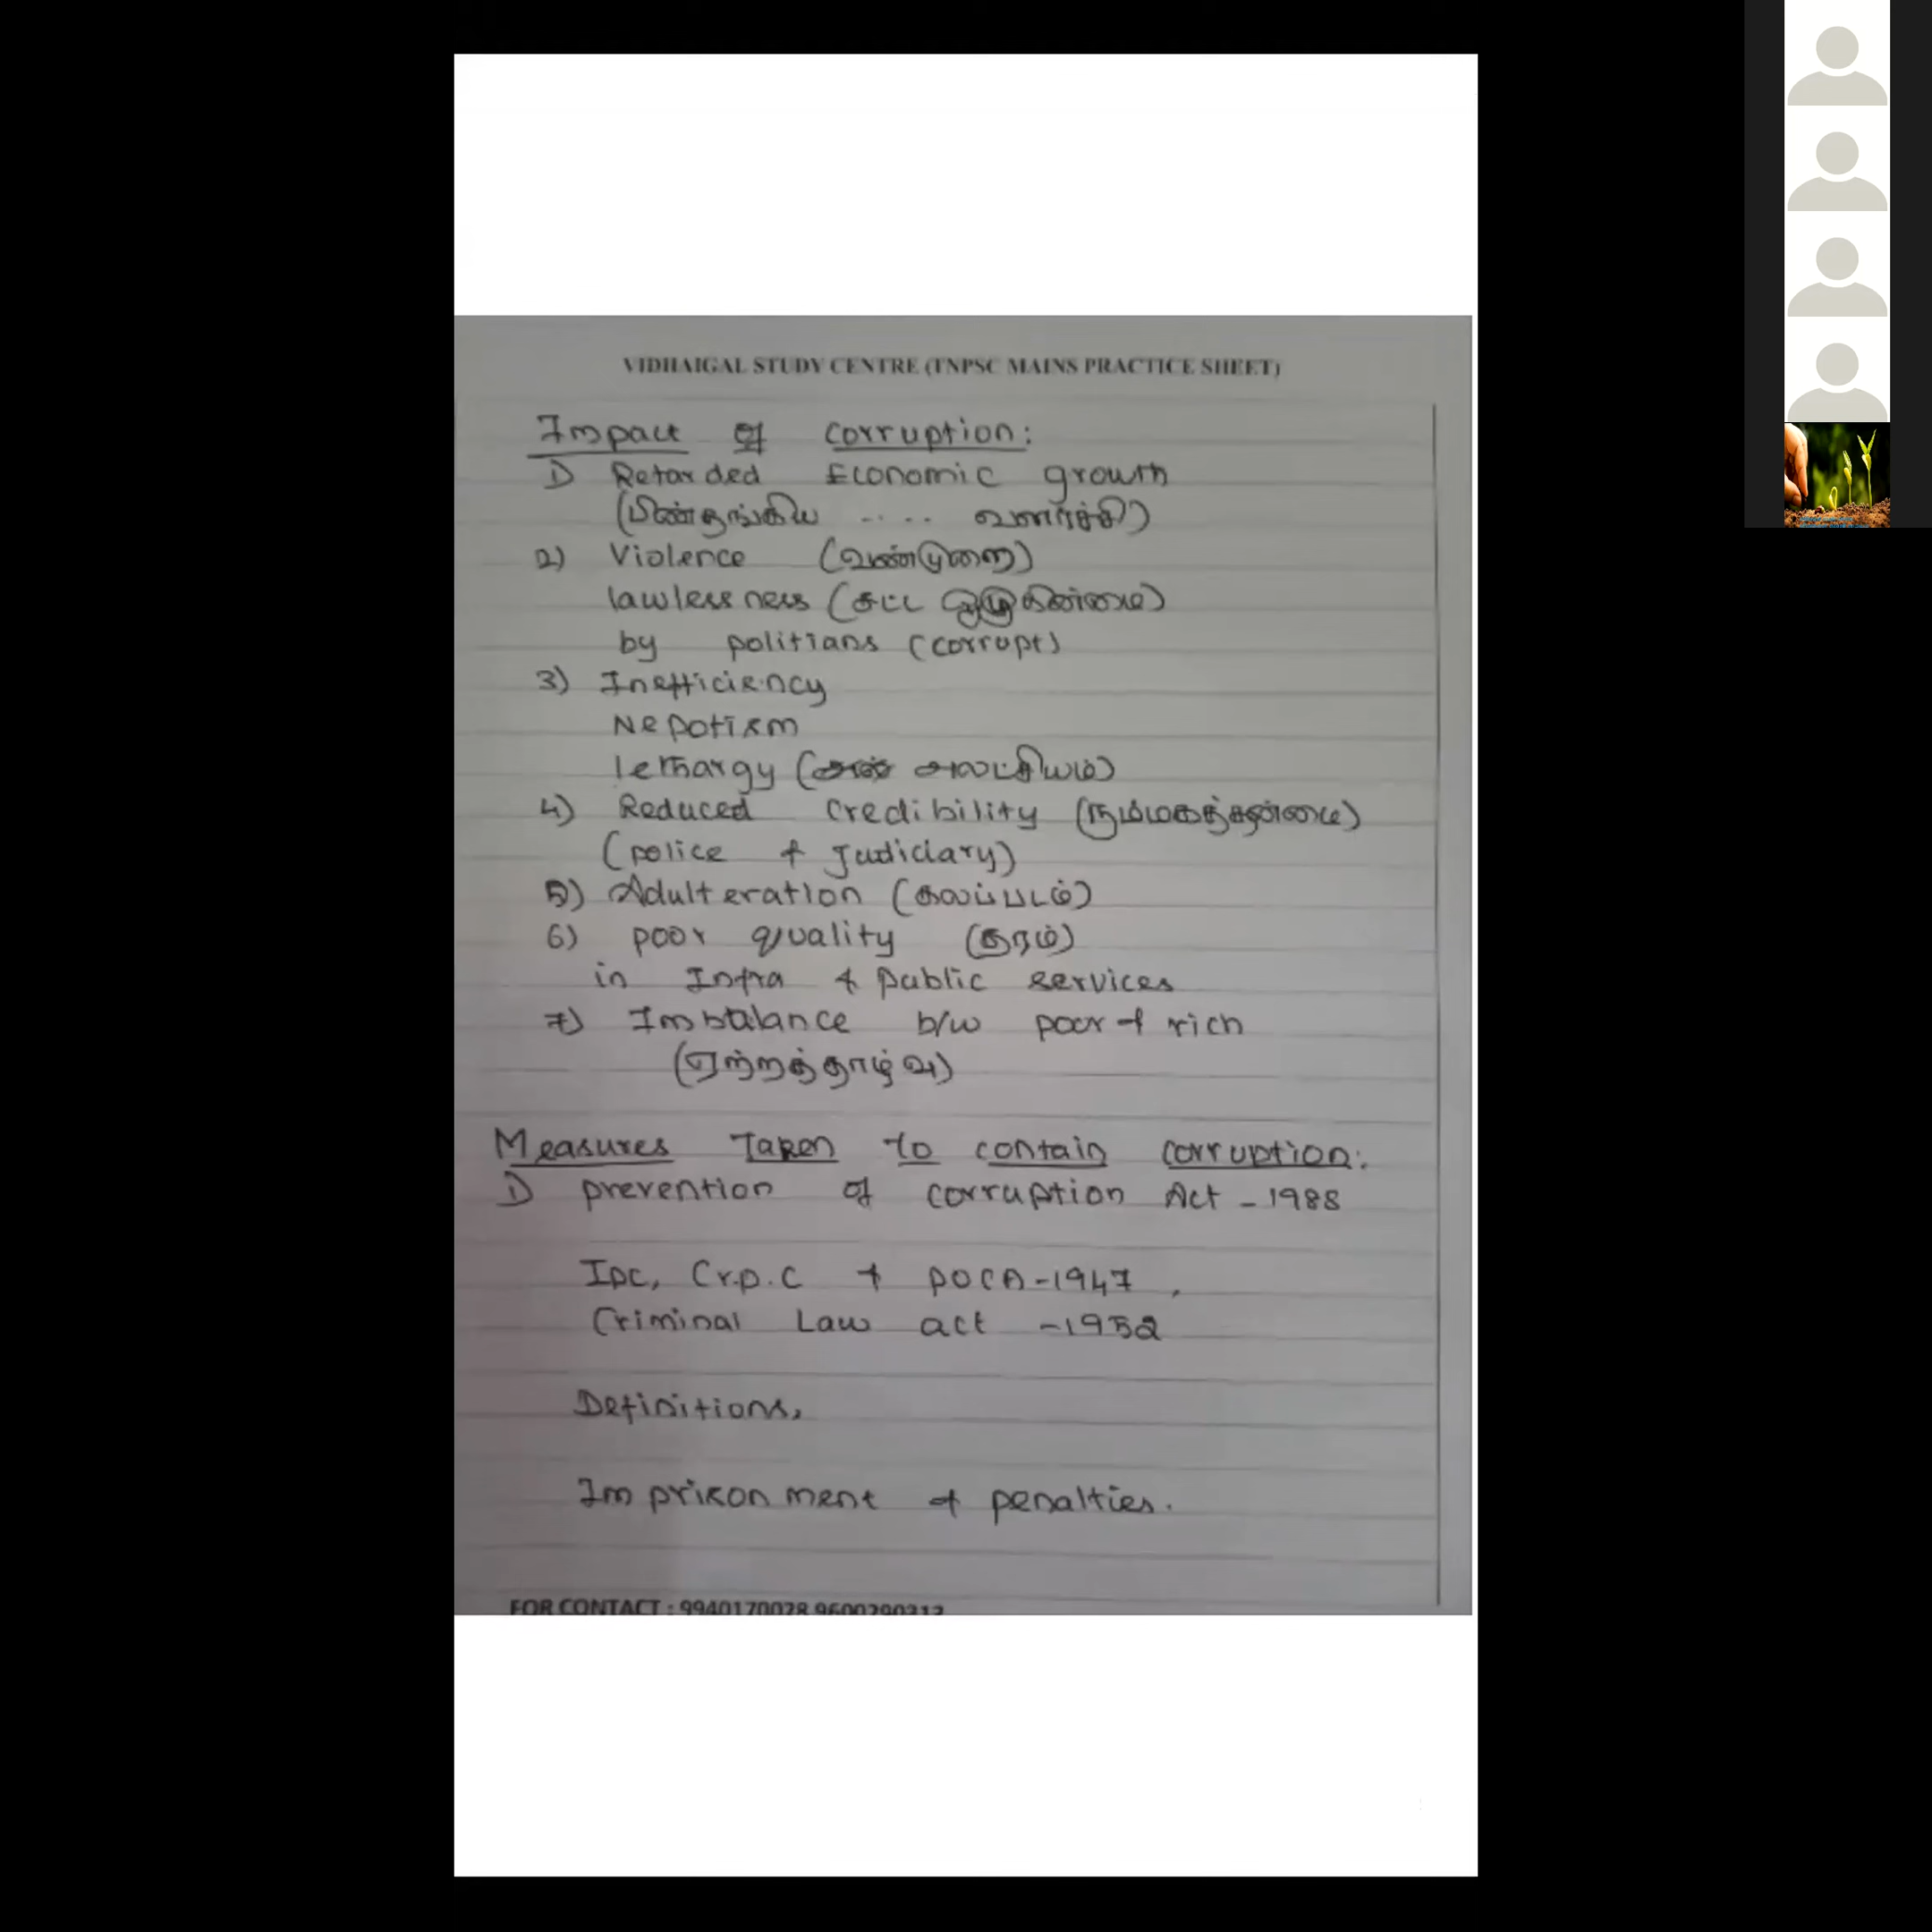 VIDHAIGAL STUDY CENTRE (TNPSC MAINS PRACTICE SHEET)
Impact of corruption:
1) Retarded Economic growth
(பின்தங்கிய .... வளர்ச்சி)
2) Violence (வன்முறை)
lawlessness (சட்ட ஒழுங்கின்மை)
by politians (corrupt)
3) Inefficiency
Nepotism
lethargy (அலட்சியம்)
4) Reduced credibility (நம்பகத்தன்மை)
(police & Judiciary)
5) Adulteration (கலப்படம்)
6) poor quality (தரம்)
in Infra & public services
7) Imbalance b/w poor & rich
(ஏற்றத்தாழ்வு)
Measures Taken to contain corruption:
1) prevention of corruption Act - 1988
Ipc, Cr.p.c & POCA-1947,
Criminal Law act -1952
Definitions,
Imprisonment & penalties.
FOR CONTACT : 9940170028 9600290312